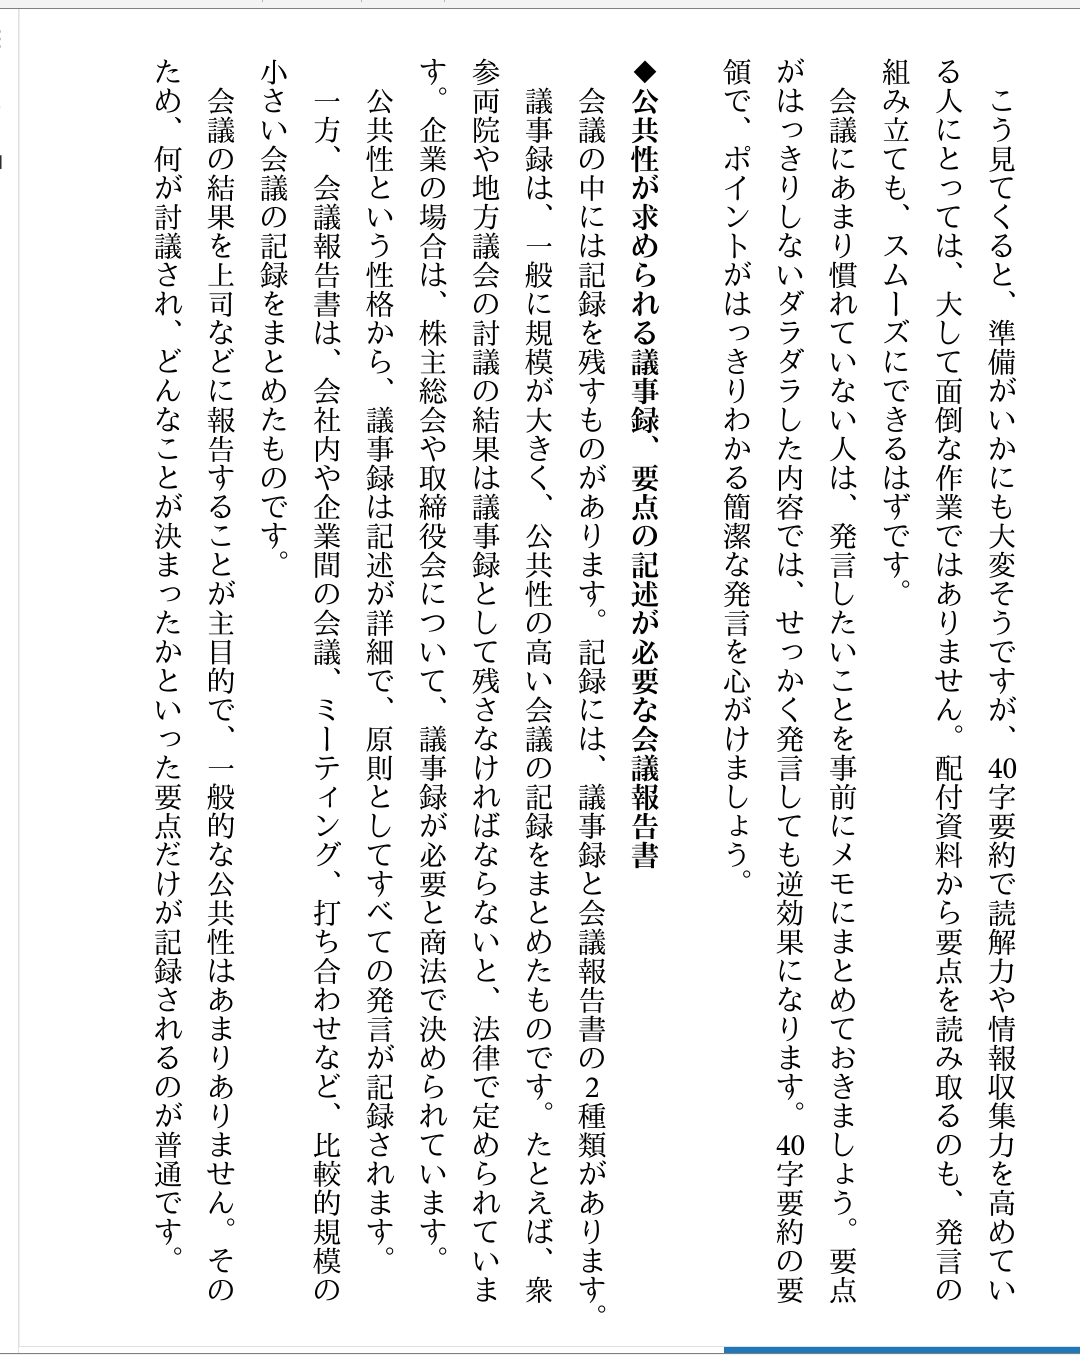 こう見てくると、準備がいかにも大変そうですが、40字要約で読解力や情報収集力を高めてい
る人にとっては、大して面倒な作業ではありません。配付資料から要点を読み取るのも、発言の
組み立ても、スムーズにできるはずです。
会議にあまり慣れていない人は、発言したいことを事前にメモにまとめておきましょう。要点
がはっきりしないダラダラした内容では、せっかく発言しても逆効果になります。40字要約の要
領で、ポイントがはっきりわかる簡潔な発言を心がけましょう。
◆公共性が求められる議事録、要点の記述が必要な会議報告書
会議の中には記録を残すものがあります。記録には、議事録と会議報告書の2種類があります。
議事録は、一般に規模が大きく、公共性の高い会議の記録をまとめたものです。たとえば、衆
参両院や地方議会の討議の結果は議事録として残さなければならないと、法律で定められていま
す。企業の場合は、株主総会や取締役会について、議事録が必要と商法で決められています。
公共性という性格から、議事録は記述が詳細で、原則としてすべての発言が記録されます。
一方、会議報告書は、会社内や企業間の会議、ミーティング、打ち合わせなど、比較的規模の
小さい会議の記録をまとめたものです。
会議の結果を上司などに報告することが主目的で、一般的な公共性はあまりありません。その
ため、何が討議され、どんなことが決まったかといった要点だけが記録されるのが普通です。